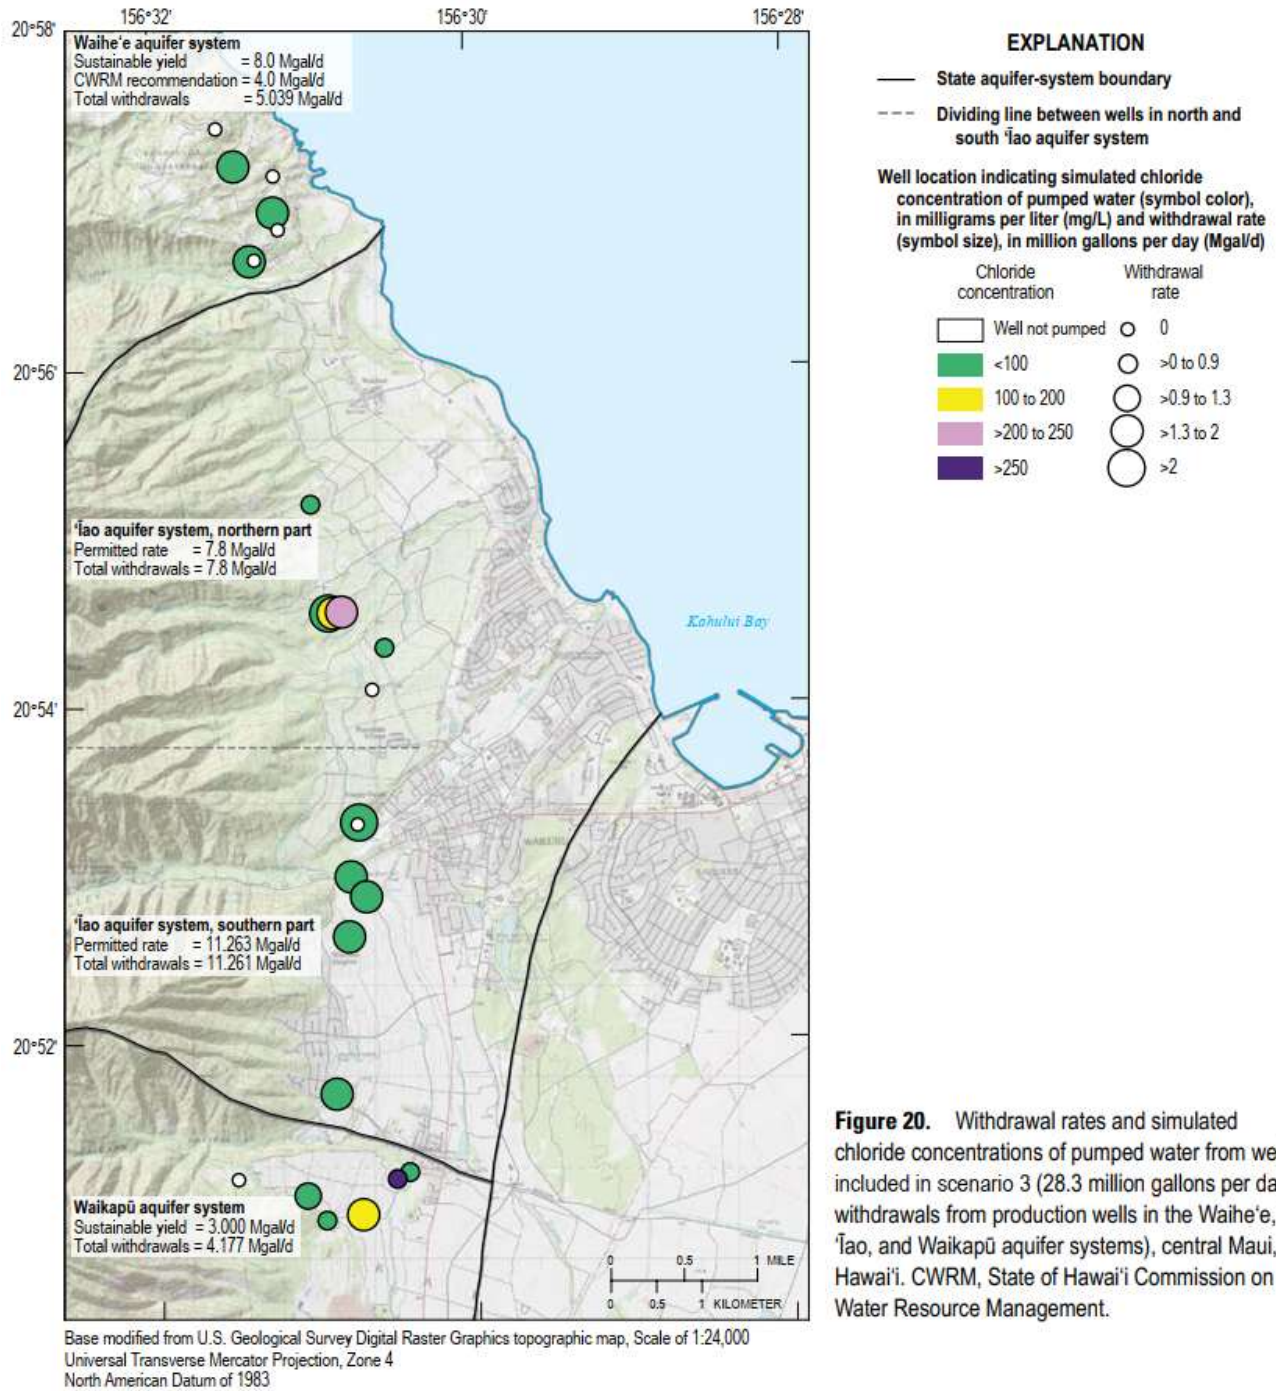 156°32' 156°30' 156°28'
20°58'
Waihe‘e aquifer system
Sustainable yield = 8.0 Mgal/d
CWRM recommendation = 4.0 Mgal/d
Total withdrawals = 5.039 Mgal/d
20°56'
‘Īao aquifer system, northern part
Permitted rate = 7.8 Mgal/d
Total withdrawals = 7.8 Mgal/d
Kahului Bay
20°54'
‘Īao aquifer system, southern part
Permitted rate = 11.263 Mgal/d
Total withdrawals = 11.261 Mgal/d
20°52'
Waikapū aquifer system
Sustainable yield = 3.000 Mgal/d
Total withdrawals = 4.177 Mgal/d
0 0.5 1 MILE
0 0.5 1 KILOMETER
Base modified from U.S. Geological Survey Digital Raster Graphics topographic map, Scale of 1:24,000
Universal Transverse Mercator Projection, Zone 4
North American Datum of 1983
EXPLANATION
State aquifer-system boundary
Dividing line between wells in north and
south ‘Īao aquifer system
Well location indicating simulated chloride
concentration of pumped water (symbol color),
in milligrams per liter (mg/L) and withdrawal rate
(symbol size), in million gallons per day (Mgal/d)
Chloride Withdrawal
concentration rate
Well not pumped 0
<100 >0 to 0.9
100 to 200 >0.9 to 1.3
>200 to 250 >1.3 to 2
>250 >2
Figure 20. Withdrawal rates and simulated
chloride concentrations of pumped water from we
included in scenario 3 (28.3 million gallons per da
withdrawals from production wells in the Waihe‘e,
‘Īao, and Waikapū aquifer systems), central Maui,
Hawai‘i. CWRM, State of Hawai‘i Commission on
Water Resource Management.